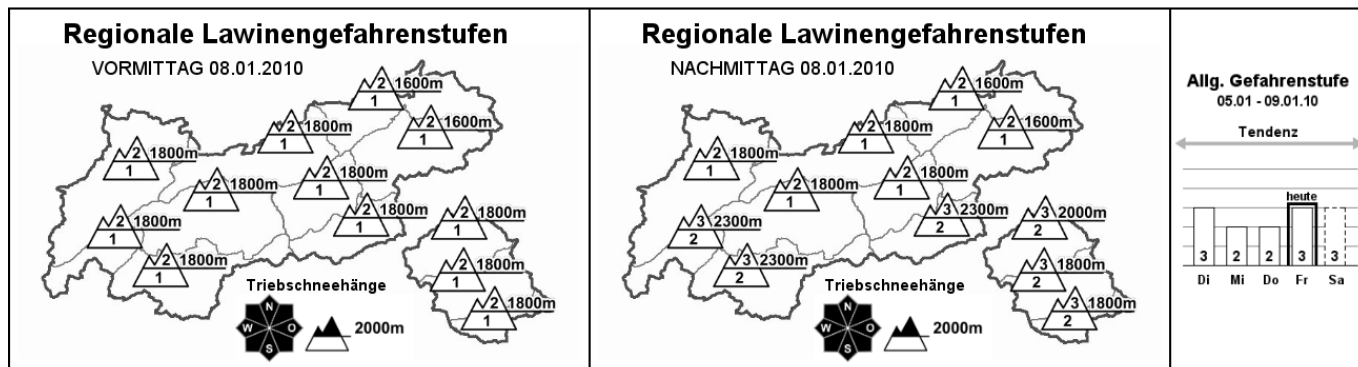 Regionale Lawinengefahrenstufen
VORMITTAG 08.01.2010
2 1600m
1
2 1800m
1
2 1600m
1
2 1800m
1
2 1800m
1
2 1800m
1
2 1800m
1
2 1800m
1
2 1800m
1
2 1800m
1
2 1800m
1
2 1800m
1
Triebschneehänge
N
W O
S
2000m
Regionale Lawinengefahrenstufen
NACHMITTAG 08.01.2010
2 1600m
1
2 1800m
1
2 1600m
1
2 1800m
1
2 1800m
1
2 1800m
1
3 2300m
2
3 2300m
2
3 2000m
2
3 2300m
2
3 1800m
2
3 1800m
2
Triebschneehänge
N
W O
S
2000m
Allg. Gefahrenstufe
05.01 - 09.01.10
Tendenz
heute
3 2 2 3 3
Di Mi Do Fr Sa